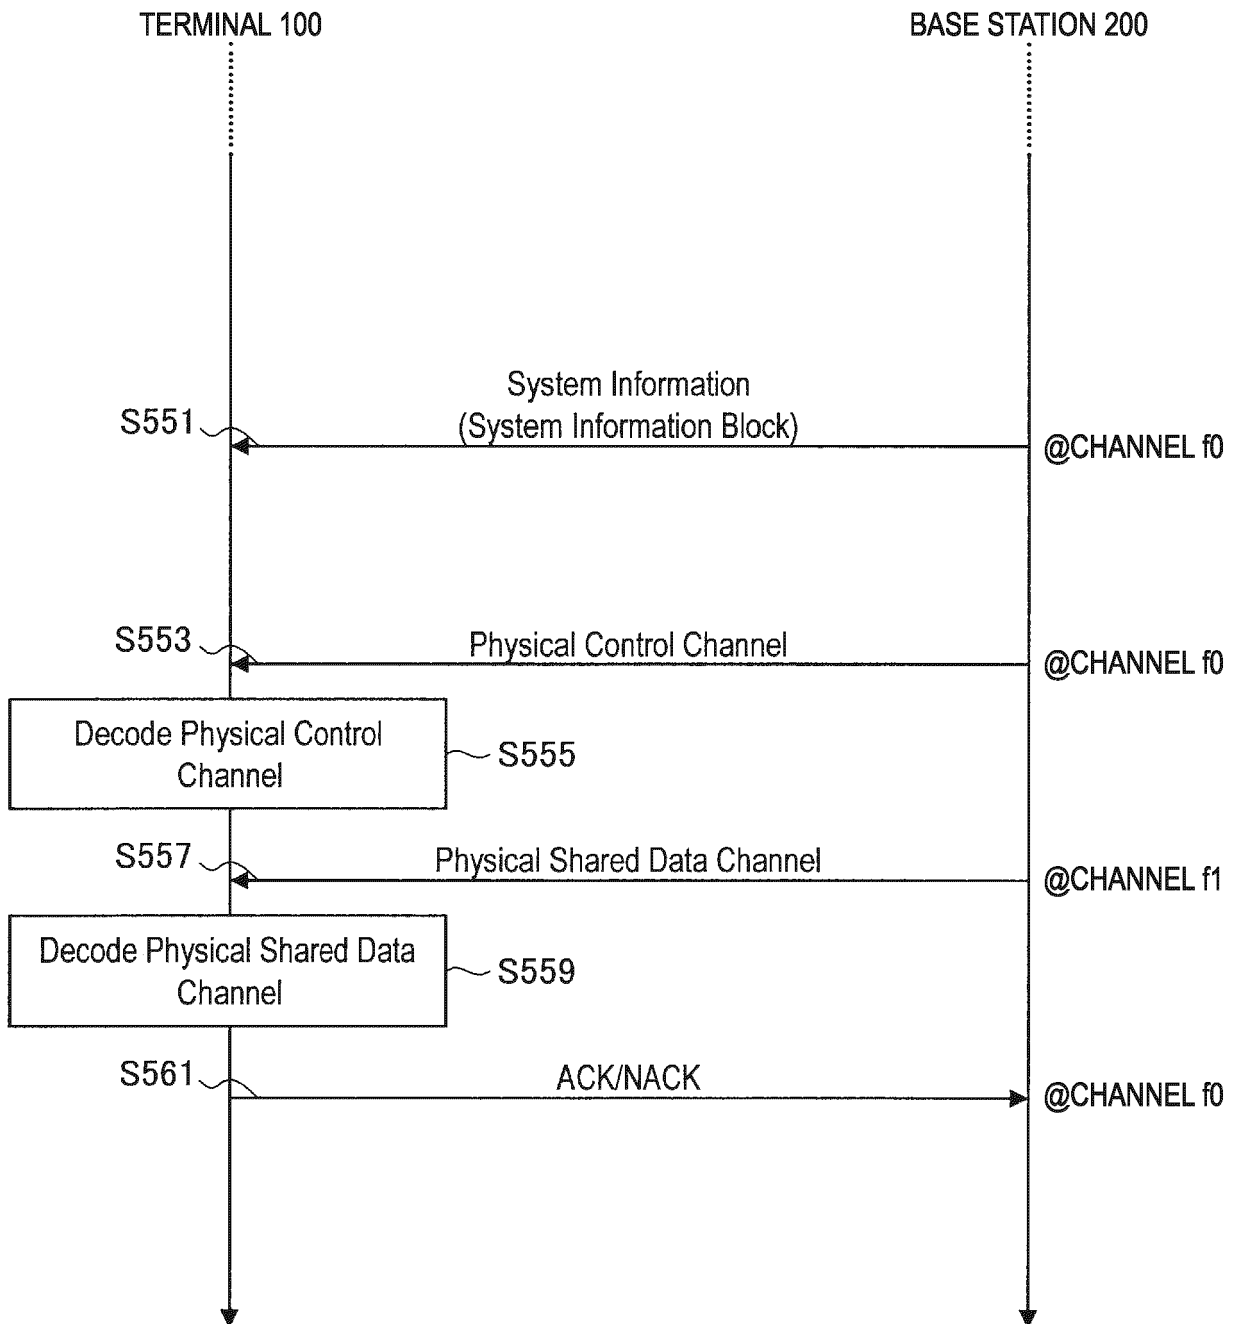 TERMINAL 100
BASE STATION 200
System Information
(System Information Block)
S551
@CHANNEL f0
S553
Physical Control Channel
@CHANNEL f0
Decode Physical Control
Channel
S555
S557
Physical Shared Data Channel
@CHANNEL f1
Decode Physical Shared Data
Channel
S559
S561
ACK/NACK
@CHANNEL f0